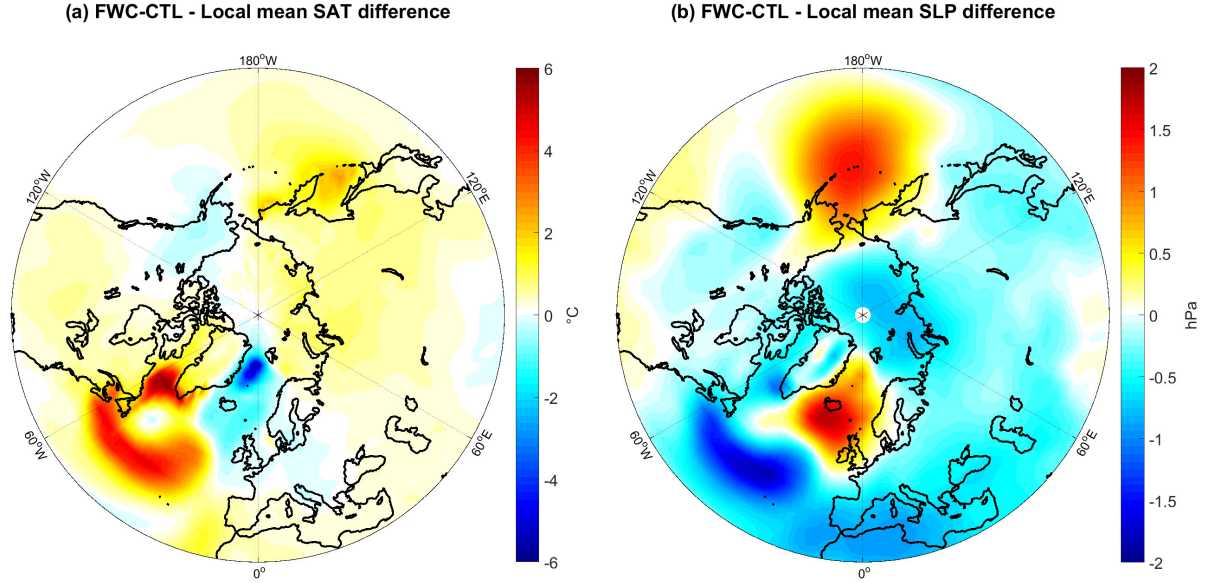 (a) FWC-CTL - Local mean SAT difference
180°W
120°W
120°E
60°W
60°E
0°
6
4
2
0
-2
-4
-6
°C
(b) FWC-CTL - Local mean SLP difference
180°W
120°W
120°E
60°W
60°E
0°
2
1.5
1
0.5
0
-0.5
-1
-1.5
-2
hPa